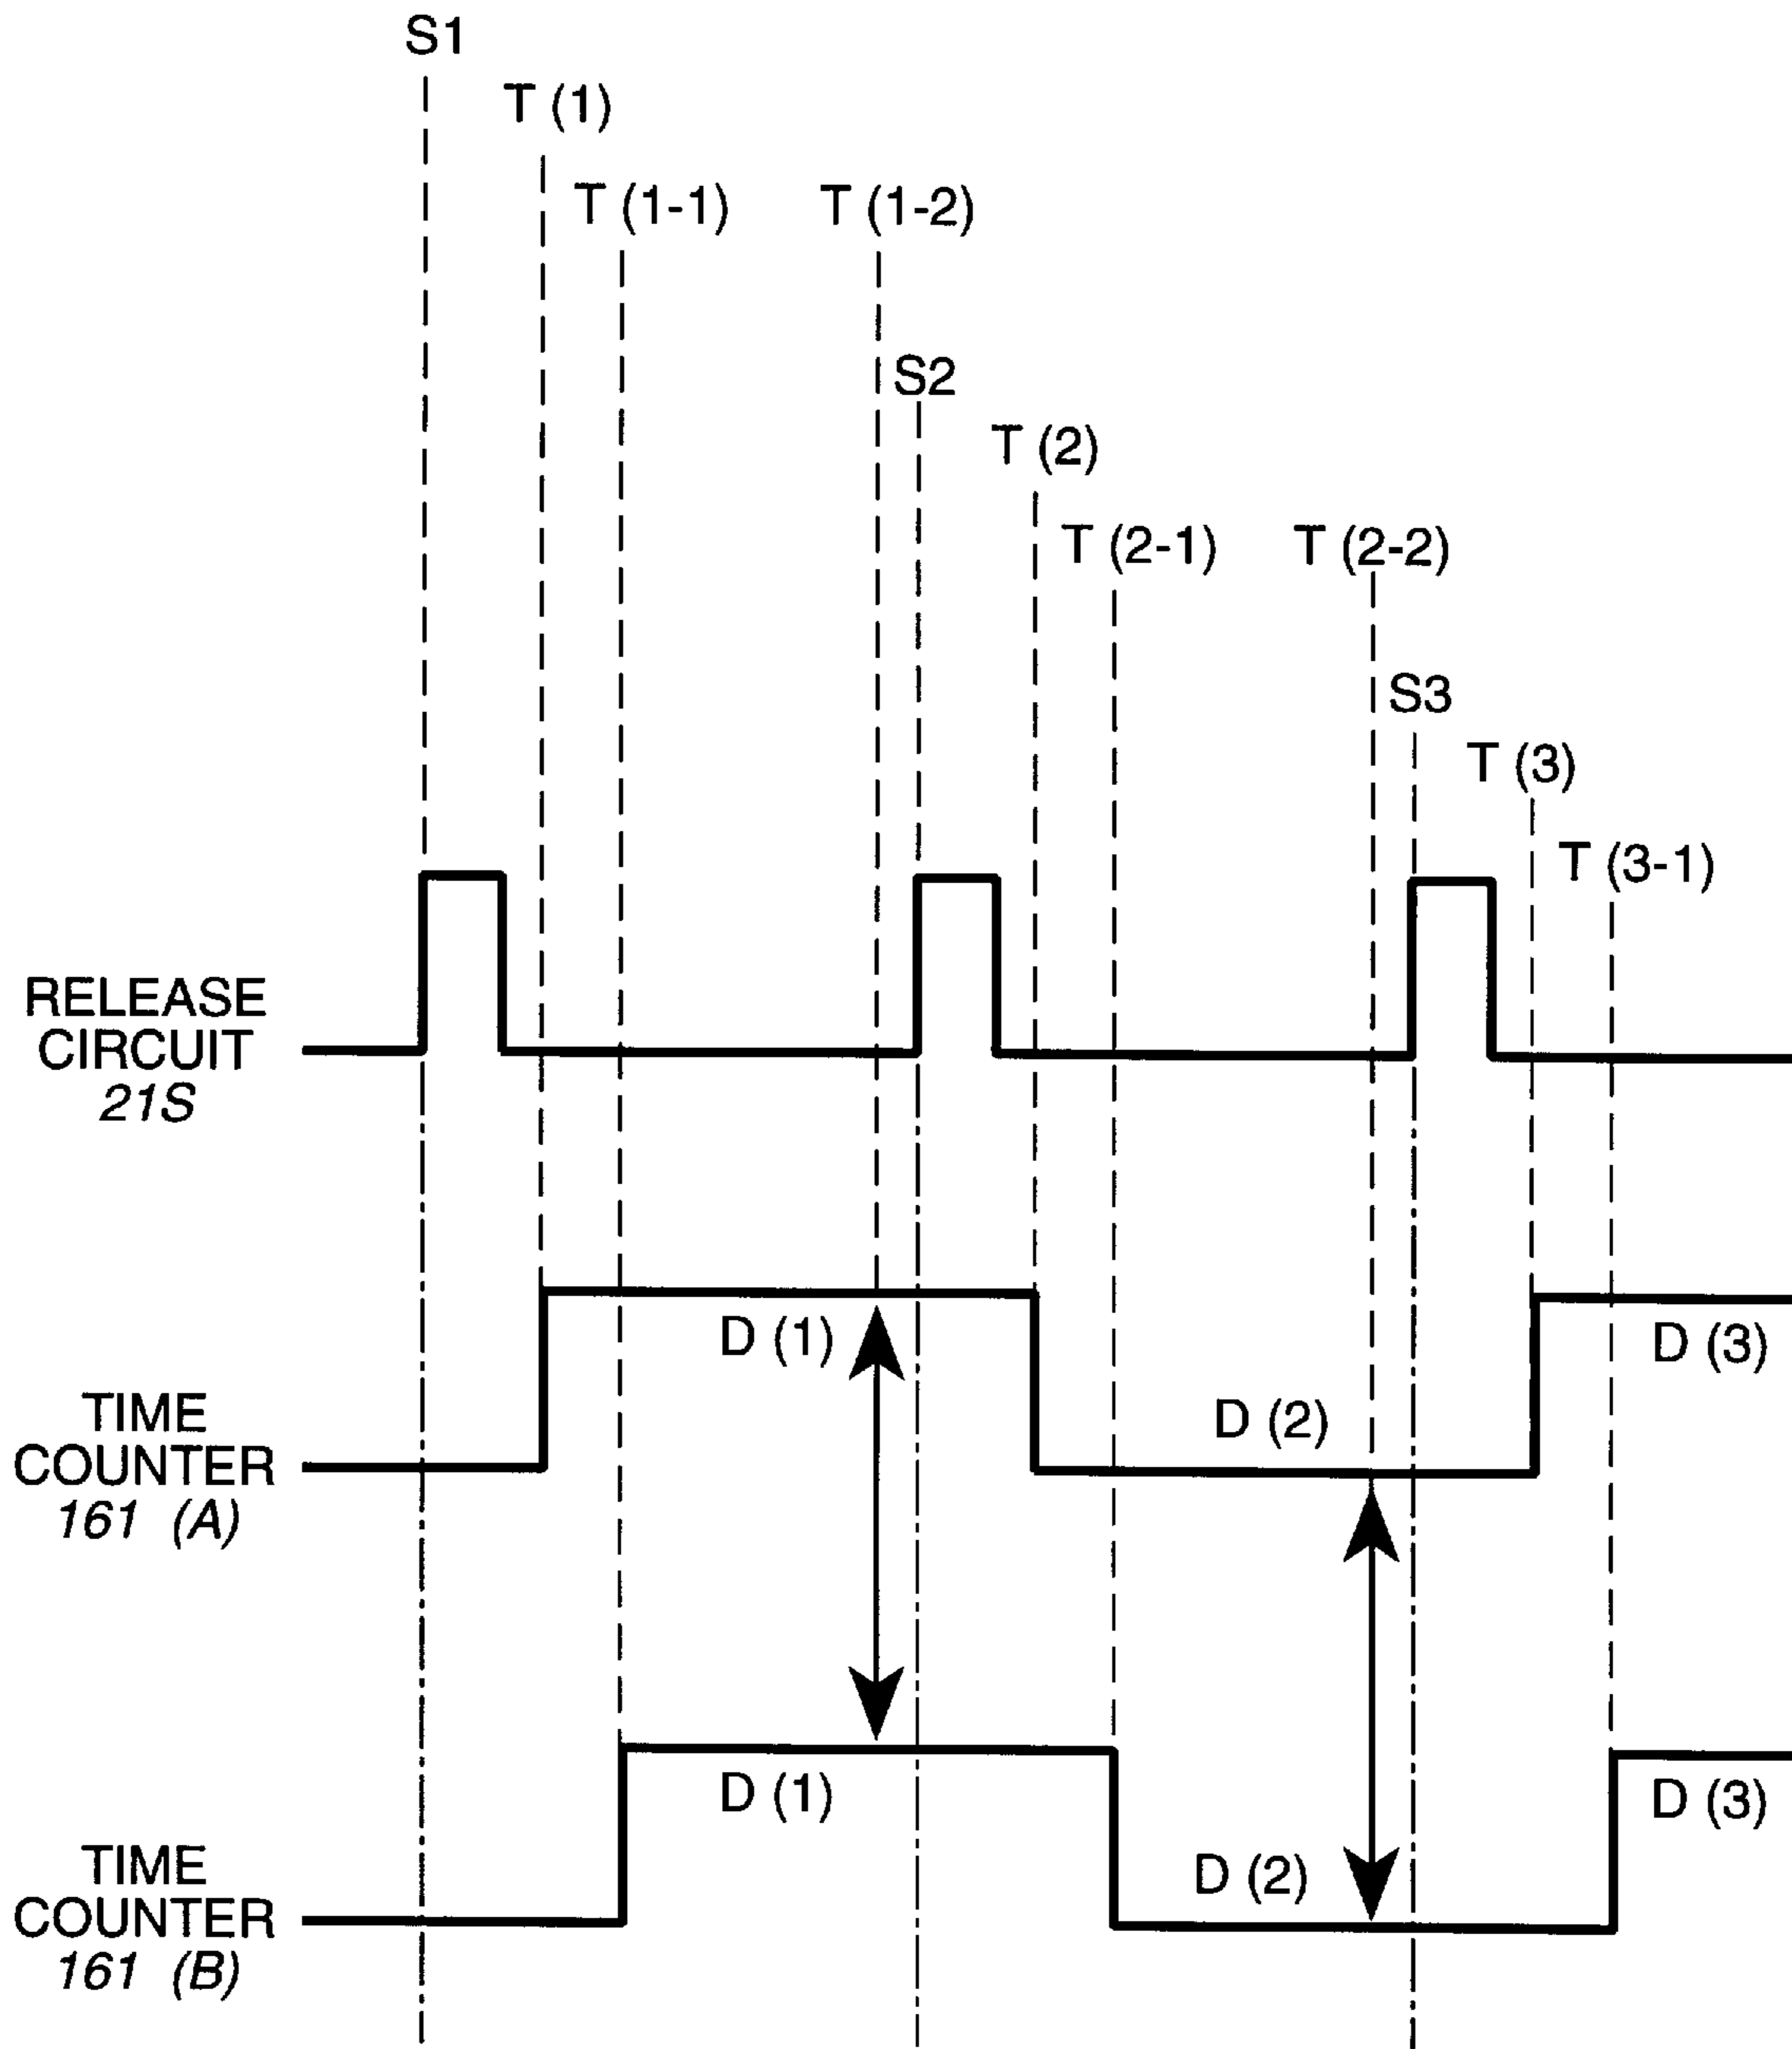 S1
T (1)
T (1-1)
T (1-2)
S2
T (2)
T (2-1)
T (2-2)
S3
T (3)
T (3-1)
RELEASE
CIRCUIT
21S
D (1)
D (3)
TIME
COUNTER
161 (A)
D (2)
D (1)
D (3)
TIME
COUNTER
161 (B)
D (2)